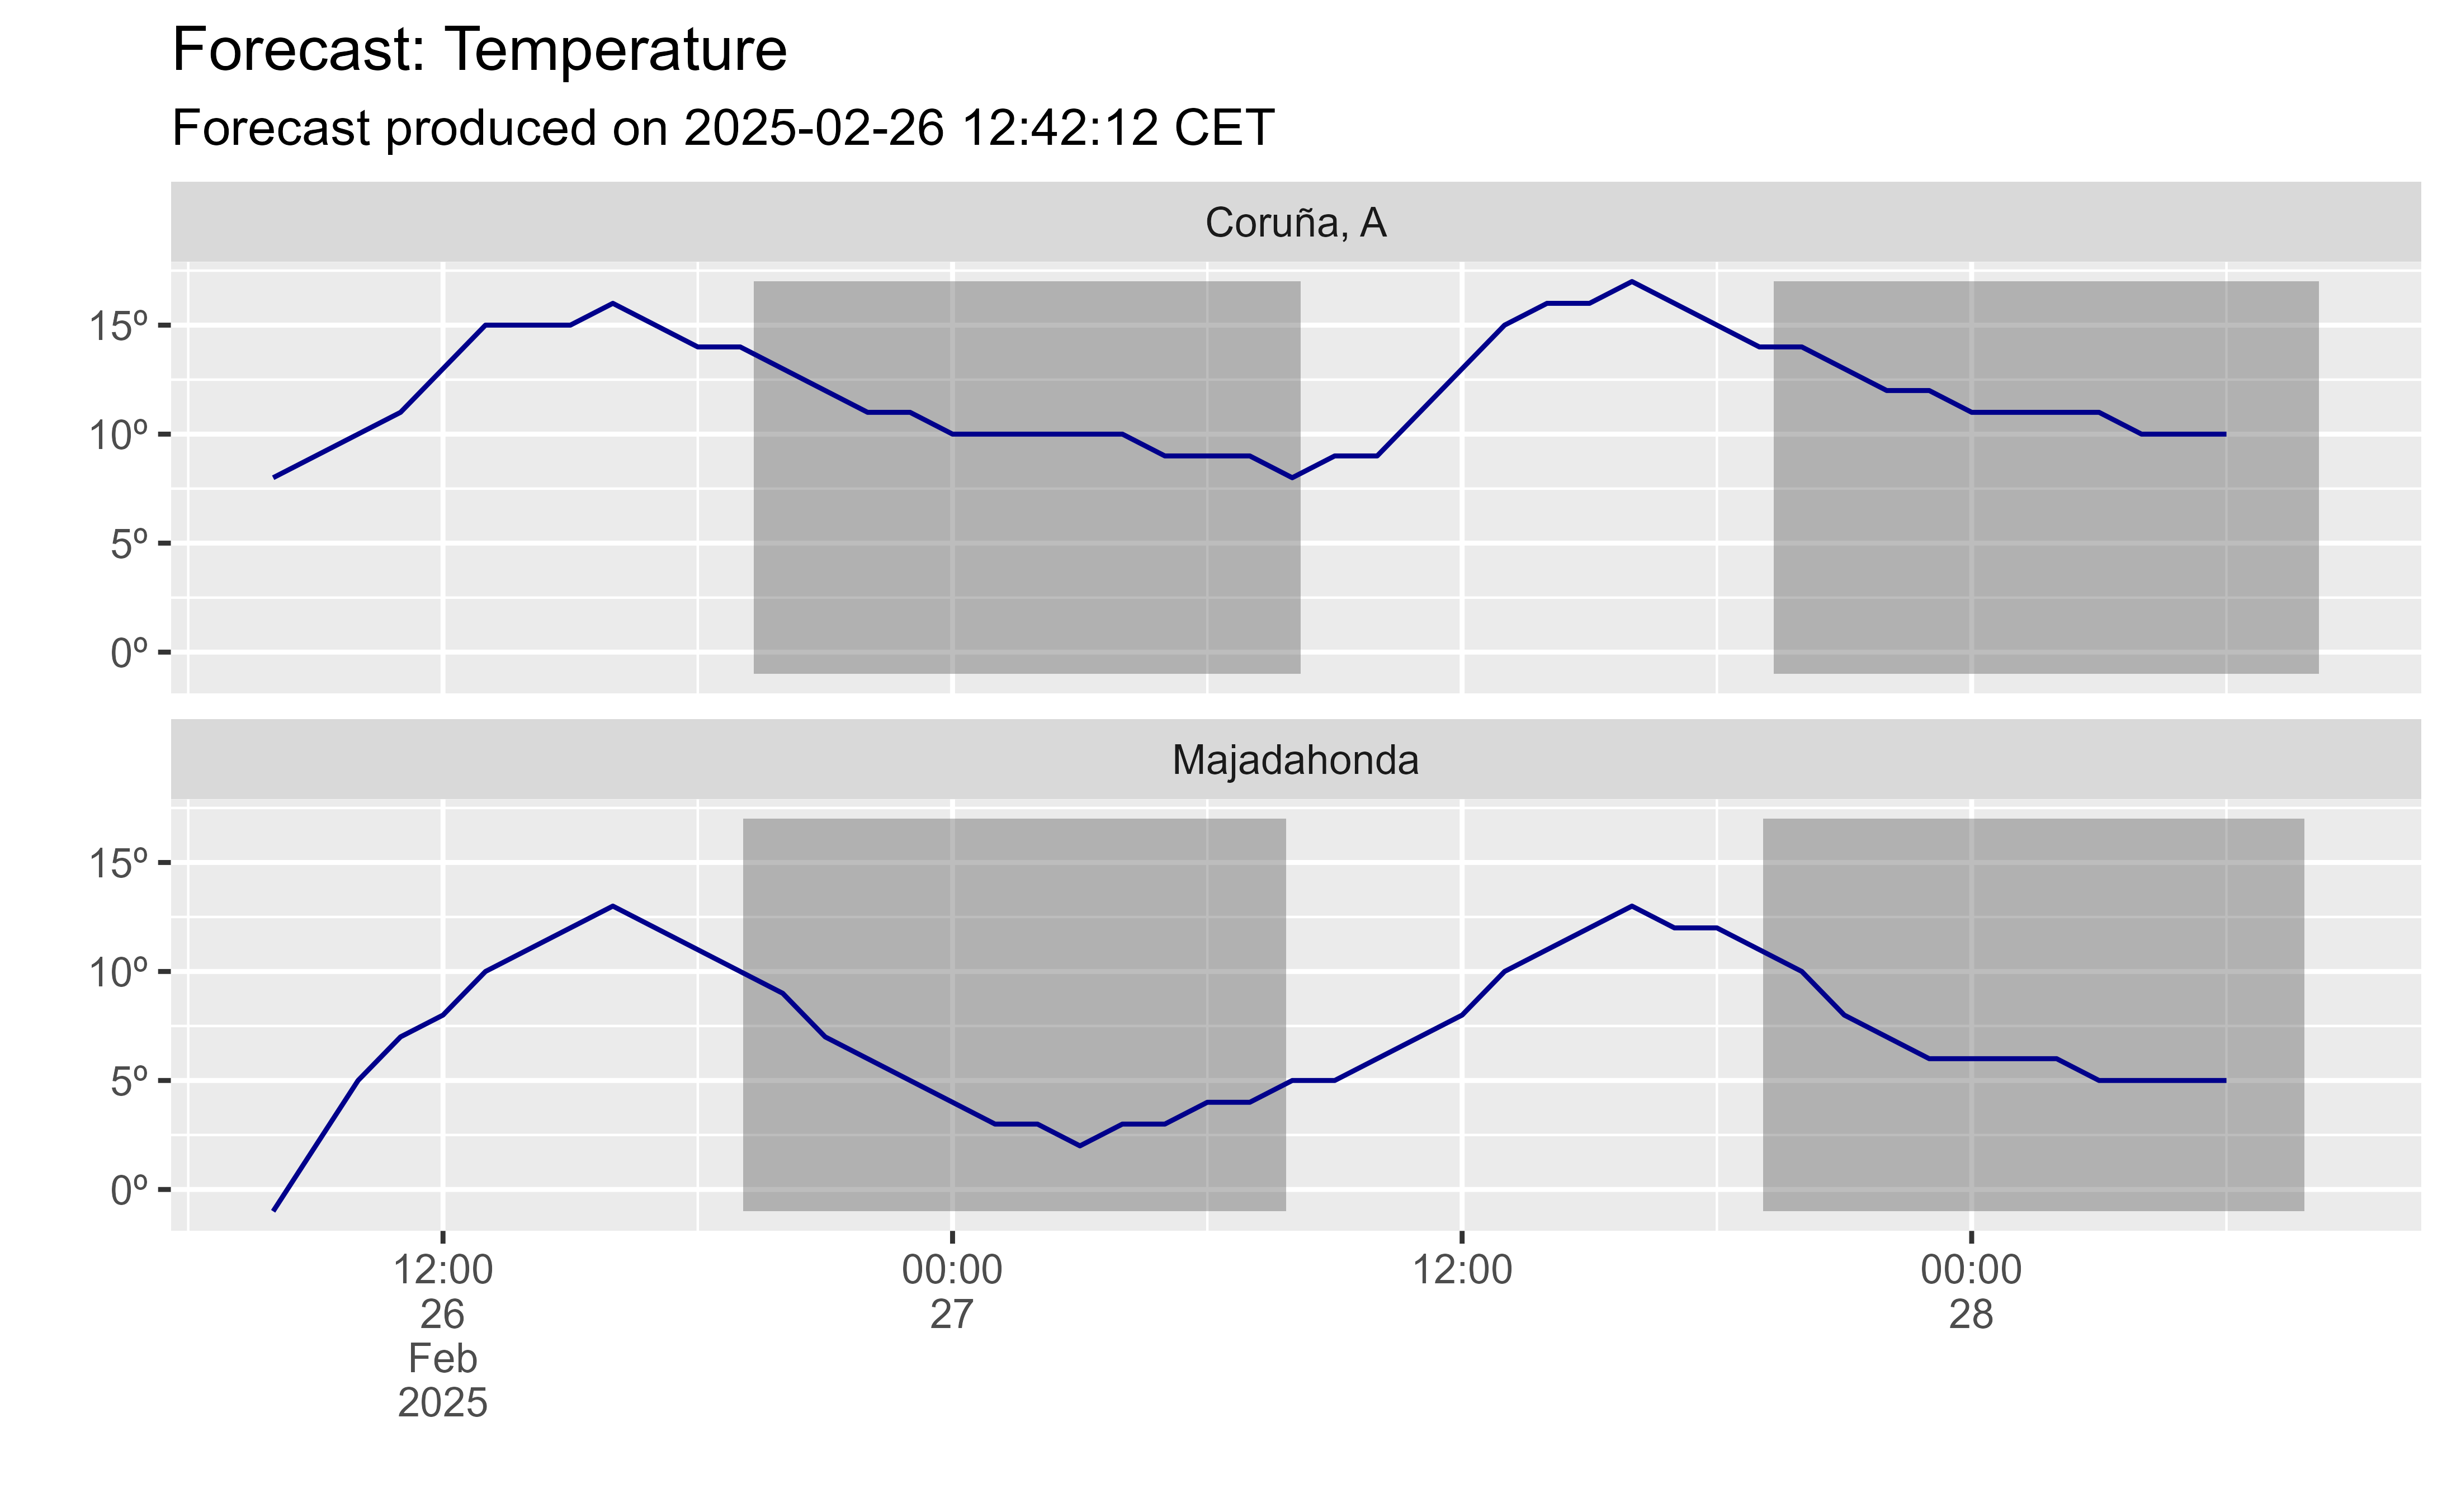 Forecast: Temperature
Forecast produced on 2025-02-26 12:42:12 CET
Coruña, A
15º
10º
5º
0º
Majadahonda
15º
10º
5º
0º
12:00 00:00 12:00 00:00
26 27 28
Feb
2025